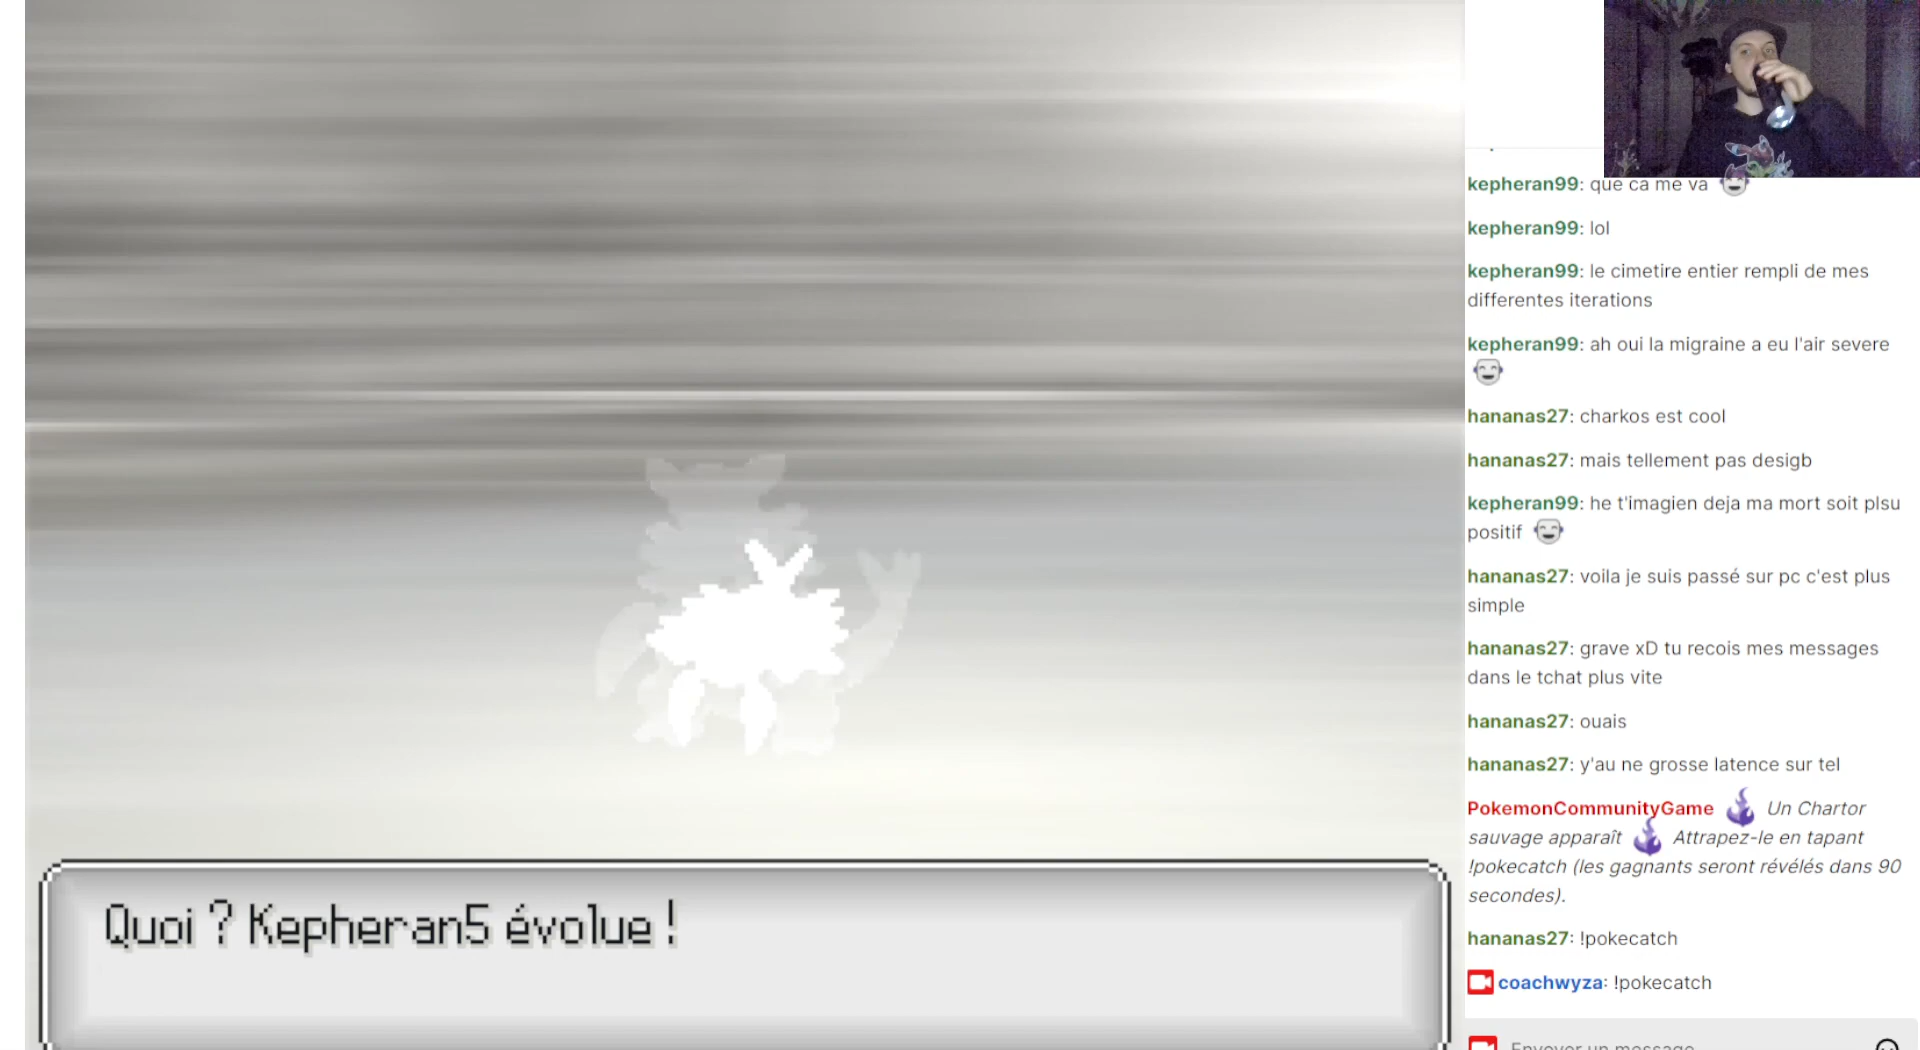 kepheran99: que ca me va
kepheran99: lol
kepheran99: le cimetire entier rempli de mes
differentes iterations
kepheran99: ah oui la migraine a eu l'air severe
hananas27: charkos est cool
hananas27: mais tellement pas desigb
kepheran99: he t'imagien deja ma mort soit plsu
positif
hananas27: voila je suis passé sur pc c'est plus
simple
hananas27: grave xD tu recois mes messages
dans le tchat plus vite
hananas27: ouais
hananas27: y'au ne grosse latence sur tel
PokemonCommunityGame Un Chartor
sauvage apparaît Attrapez-le en tapant
!pokecatch (les gagnants seront révélés dans 90
secondes).
hananas27: !pokecatch
coachwyza: !pokecatch
Envoyer un message
Quoi ? Kepheran5 évolue !